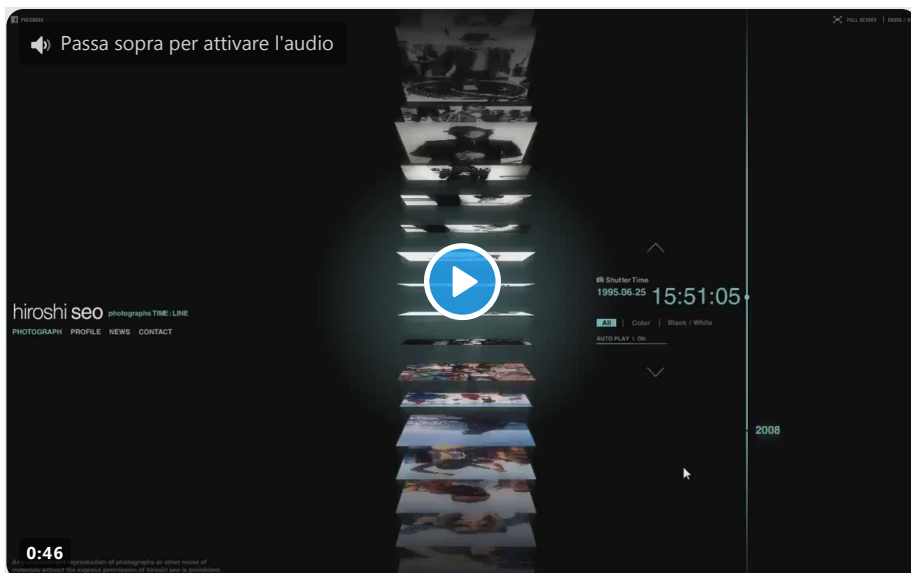 FACEBOOK
FULL SCREEN
Passa sopra per attivare l'audio
Shutter Time
1995.06.25 15:51:05
hiroshi seo photographs TIME: LINE
All | Color | Black / White
PHOTOGRAPH PROFILE NEWS CONTACT
AUTO PLAY | ON
2008
0:46
reproduction of photographs or other reuse of
materials without the express permission of hiroshi seo is prohibited.